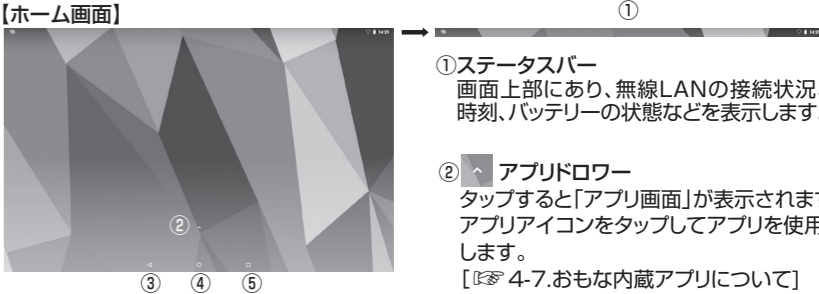 【ホーム画面】
①
14:29
①ステータスバー
画面上部にあり、無線LANの接続状況、
時刻、バッテリーの状態などを表示します
② アプリドロワー
タップすると「アプリ画面」が表示されます
アプリアイコンをタップしてアプリを使用
します。
[☞4-7.おもな内蔵アプリについて]
②
③ ④ ⑤